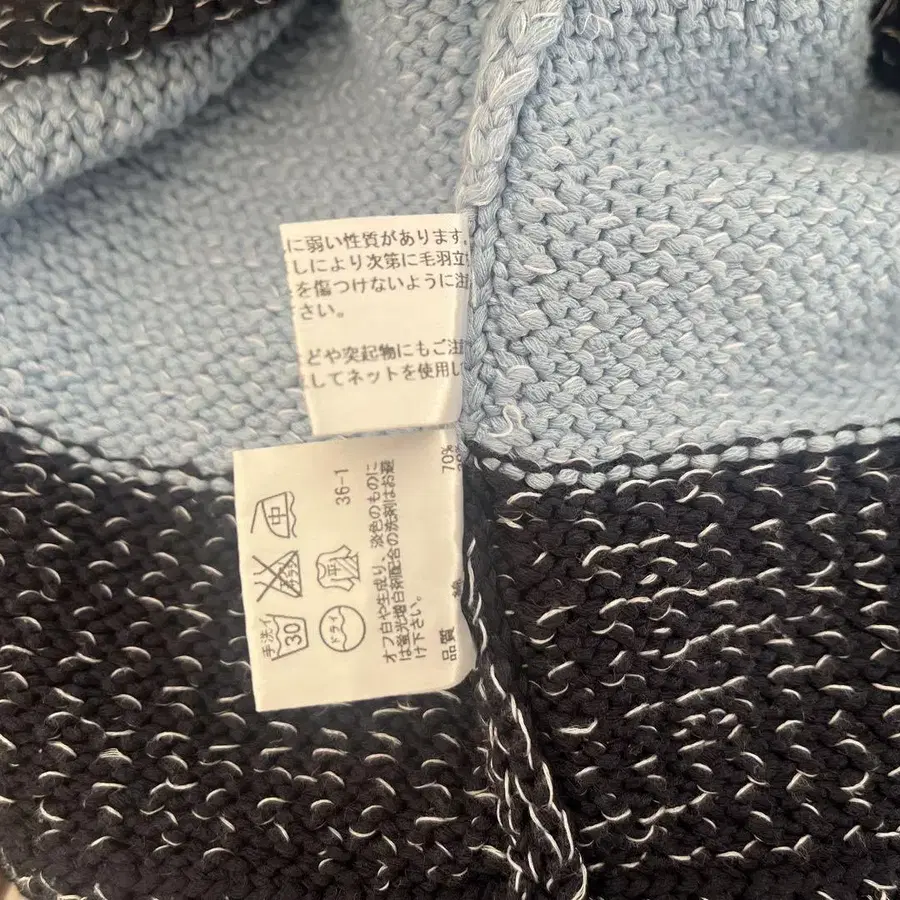 に弱い性質があります。
しにより次第に毛羽立
を傷つけないように注
さい。
どや突起物にもご注
してネットを使用し
手洗イ
30
中
ドライ
36-1
オフ白や生成り、淡色のものに
は蛍光増白剤配合の洗剤はお避
け下さい。
品質
70%